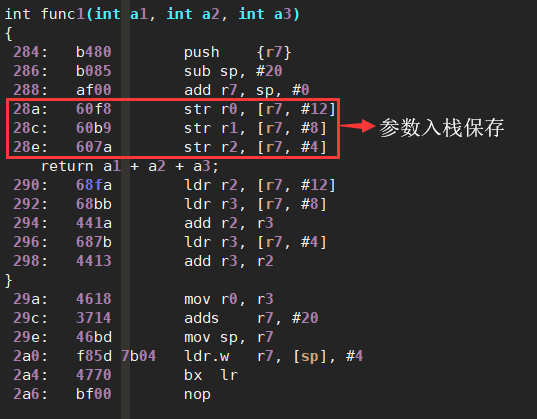 int func1(int a1, int a2, int a3)
{
 284:   b480        push    {r7}
 286:   b085        sub sp, #20
 288:   af00        add r7, sp, #0
 28a:   60f8        str r0, [r7, #12]
 28c:   60b9        str r1, [r7, #8]
 28e:   607a        str r2, [r7, #4]
参数入栈保存
    return a1 + a2 + a3;
 290:   68fa        ldr r2, [r7, #12]
 292:   68bb        ldr r3, [r7, #8]
 294:   441a        add r2, r3
 296:   687b        ldr r3, [r7, #4]
 298:   4413        add r3, r2
}
 29a:   4618        mov r0, r3
 29c:   3714        adds    r7, #20
 29e:   46bd        mov sp, r7
 2a0:   f85d 7b04   ldr.w   r7, [sp], #4
 2a4:   4770        bx  lr
 2a6:   bf00        nop